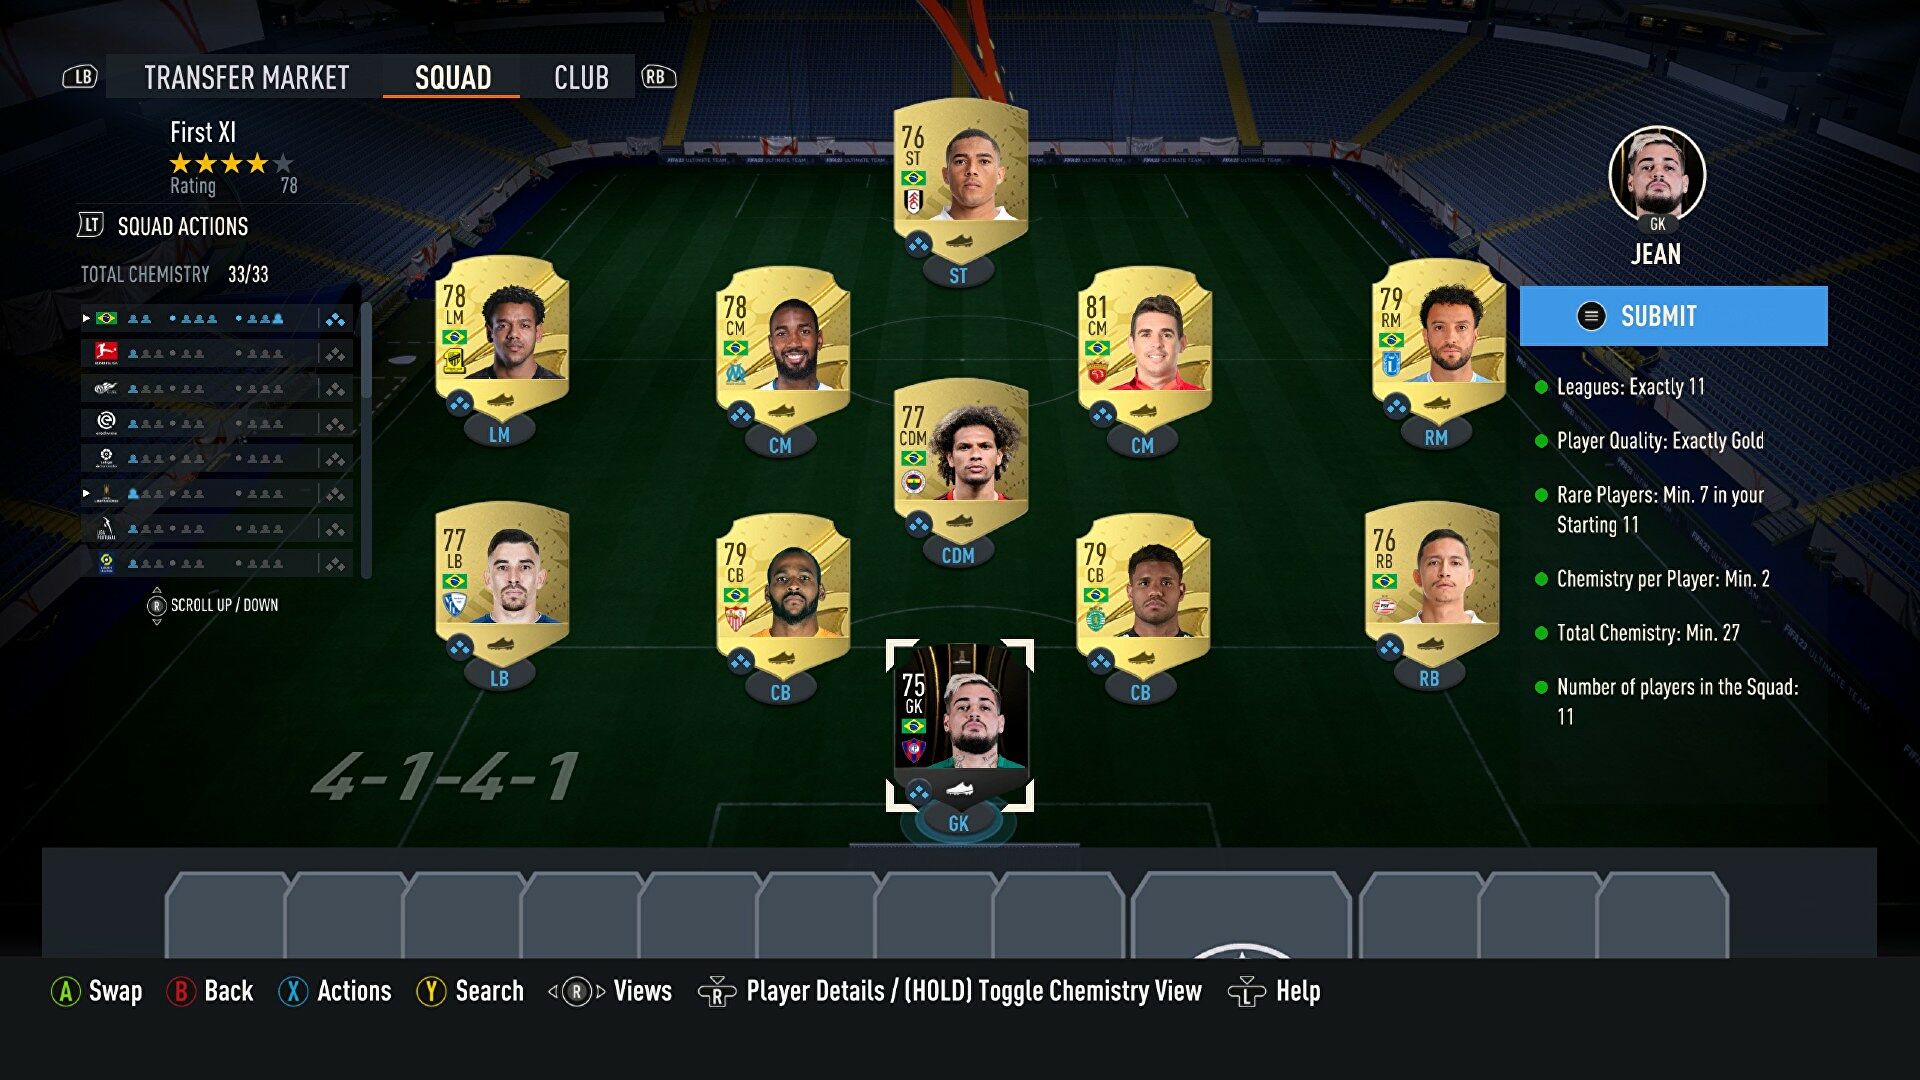 LB TRANSFER MARKET SQUAD CLUB RB
First XI
Rating 78
LT SQUAD ACTIONS
TOTAL CHEMISTRY 33/33
R SCROLL UP / DOWN
76
ST
ST
78
LM
LM
78
CM
CM
81
CM
CM
79
RM
RM
77
CDM
CDM
77
LB
LB
79
CB
CB
79
CB
CB
76
RB
RB
75
GK
GK
4-1-4-1
GK
JEAN
SUBMIT
Leagues: Exactly 11
Player Quality: Exactly Gold
Rare Players: Min. 7 in your
Starting 11
Chemistry per Player: Min. 2
Total Chemistry: Min. 27
Number of players in the Squad:
11
A Swap B Back X Actions Y Search R Views R Player Details / (HOLD) Toggle Chemistry View L Help